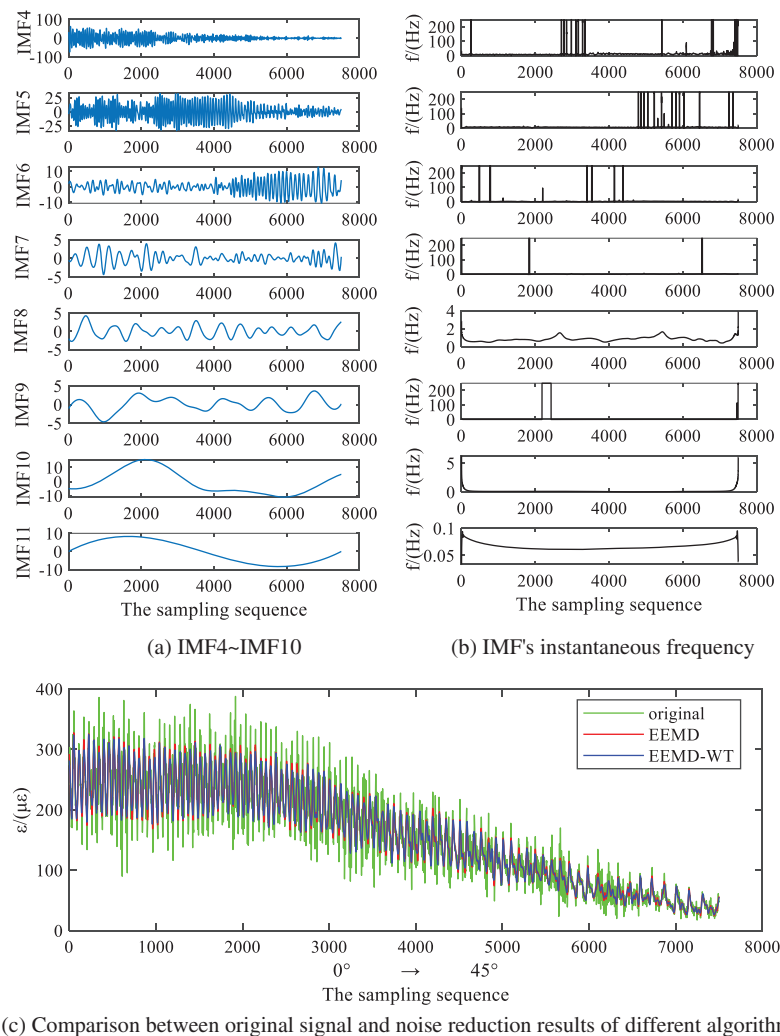 IMF4
100
0
-100
0 2000 4000 6000 8000
IMF5
25
0
-25
0 2000 4000 6000 8000
IMF6
10
0
-10
0 2000 4000 6000 8000
IMF7
5
0
-5
0 2000 4000 6000 8000
IMF8
5
0
-5
0 2000 4000 6000 8000
IMF9
5
0
-5
0 2000 4000 6000 8000
IMF10
10
0
-10
0 2000 4000 6000 8000
IMF11
10
0
-10
0 2000 4000 6000 8000
The sampling sequence
(a) IMF4~IMF10
f/(Hz)
200
100
0
0 2000 4000 6000 8000
f/(Hz)
200
100
0
0 2000 4000 6000 8000
f/(Hz)
200
100
0
0 2000 4000 6000 8000
f/(Hz)
200
100
0
0 2000 4000 6000 8000
f/(Hz)
4
2
0
0 2000 4000 6000 8000
f/(Hz)
200
100
0
0 2000 4000 6000 8000
f/(Hz)
5
0
0 2000 4000 6000 8000
f/(Hz)
0.1
0.05
0 2000 4000 6000 8000
The sampling sequence
(b) IMF's instantaneous frequency
ε/(με)
400
300
200
100
0
original
EEMD
EEMD-WT
0 1000 2000 3000 4000 5000 6000 7000 8000
0° → 45°
The sampling sequence
(c) Comparison between original signal and noise reduction results of different algorith